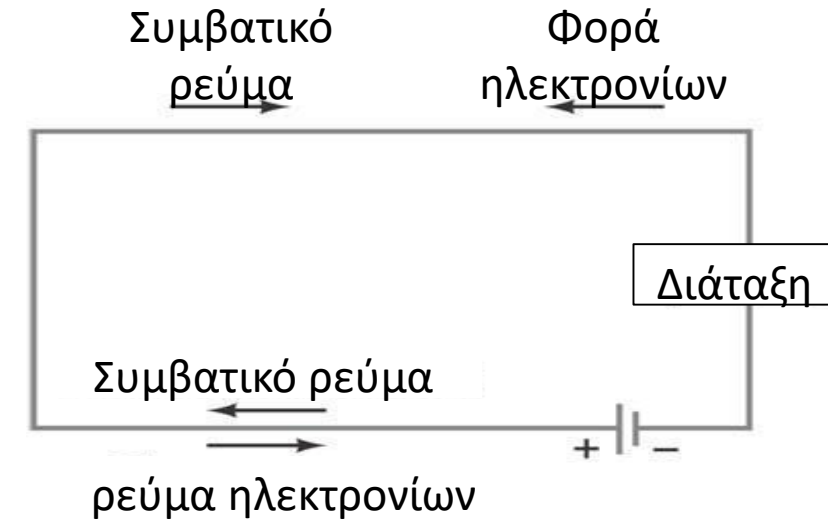 Συμβατικό
ρεύμα
Φορά
ηλεκτρονίων
Διάταξη
Συμβατικό ρεύμα
+ −
ρεύμα ηλεκτρονίων